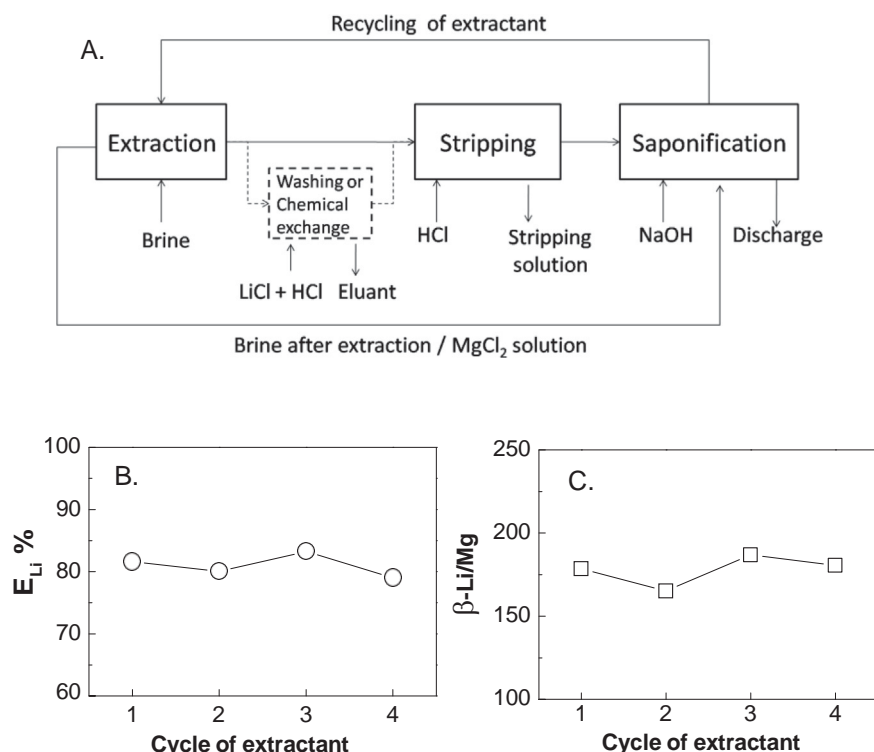 Recycling of extractant
A.
Extraction
Stripping
Saponification
Washing or
Chemical
exchange
Brine
HCl
Stripping
solution
NaOH
Discharge
LiCl + HCl
Eluant
Brine after extraction / MgCl₂ solution
B.
E_Li %
100
90
80
70
60
1 2 3 4
Cycle of extractant
C.
β-Li/Mg
250
200
150
100
1 2 3 4
Cycle of extractant